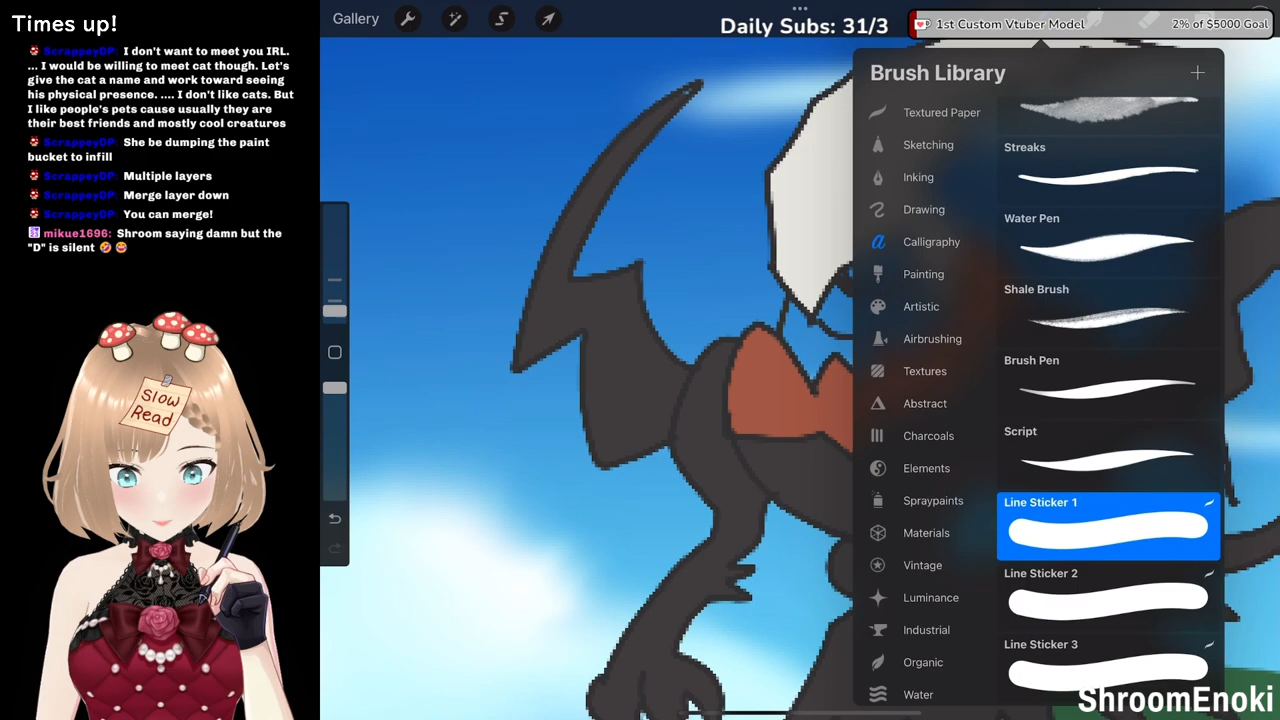 Times up!
ScrappeyDP: I don't want to meet you IRL.
... I would be willing to meet cat though. Let's
give the cat a name and work toward seeing
his physical presence. .... I don't like cats. But
I like people's pets cause usually they are
their best friends and mostly cool creatures
ScrappeyDP: She be dumping the paint
bucket to infill
ScrappeyDP: Multiple layers
ScrappeyDP: Merge layer down
ScrappeyDP: You can merge!
mikue1696: Shroom saying damn but the
"D" is silent 🤣 😁
Slow
Read
Gallery
Daily Subs: 31/3
1st Custom Vtuber Model
2% of $5000 Goal
Brush Library
Textured Paper
Sketching
Inking
Drawing
Calligraphy
Painting
Artistic
Airbrushing
Textures
Abstract
Charcoals
Elements
Spraypaints
Materials
Vintage
Luminance
Industrial
Organic
Water
Streaks
Water Pen
Shale Brush
Brush Pen
Script
Line Sticker 1
Line Sticker 2
Line Sticker 3
ShroomEnoki